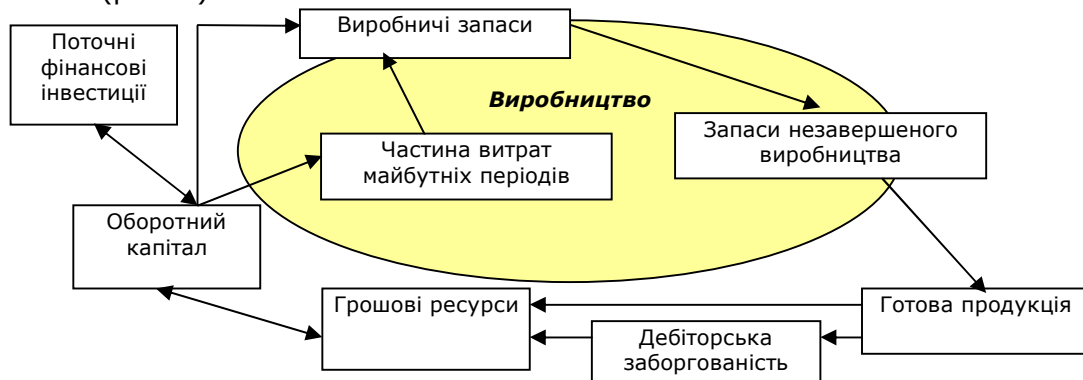 Виробничі запаси
Поточні
фінансові
інвестиції
Виробництво
Запаси незавершеного
виробництва
Частина витрат
майбутніх періодів
Оборотний
капітал
Грошові ресурси
Готова продукція
Дебіторська
заборгованість